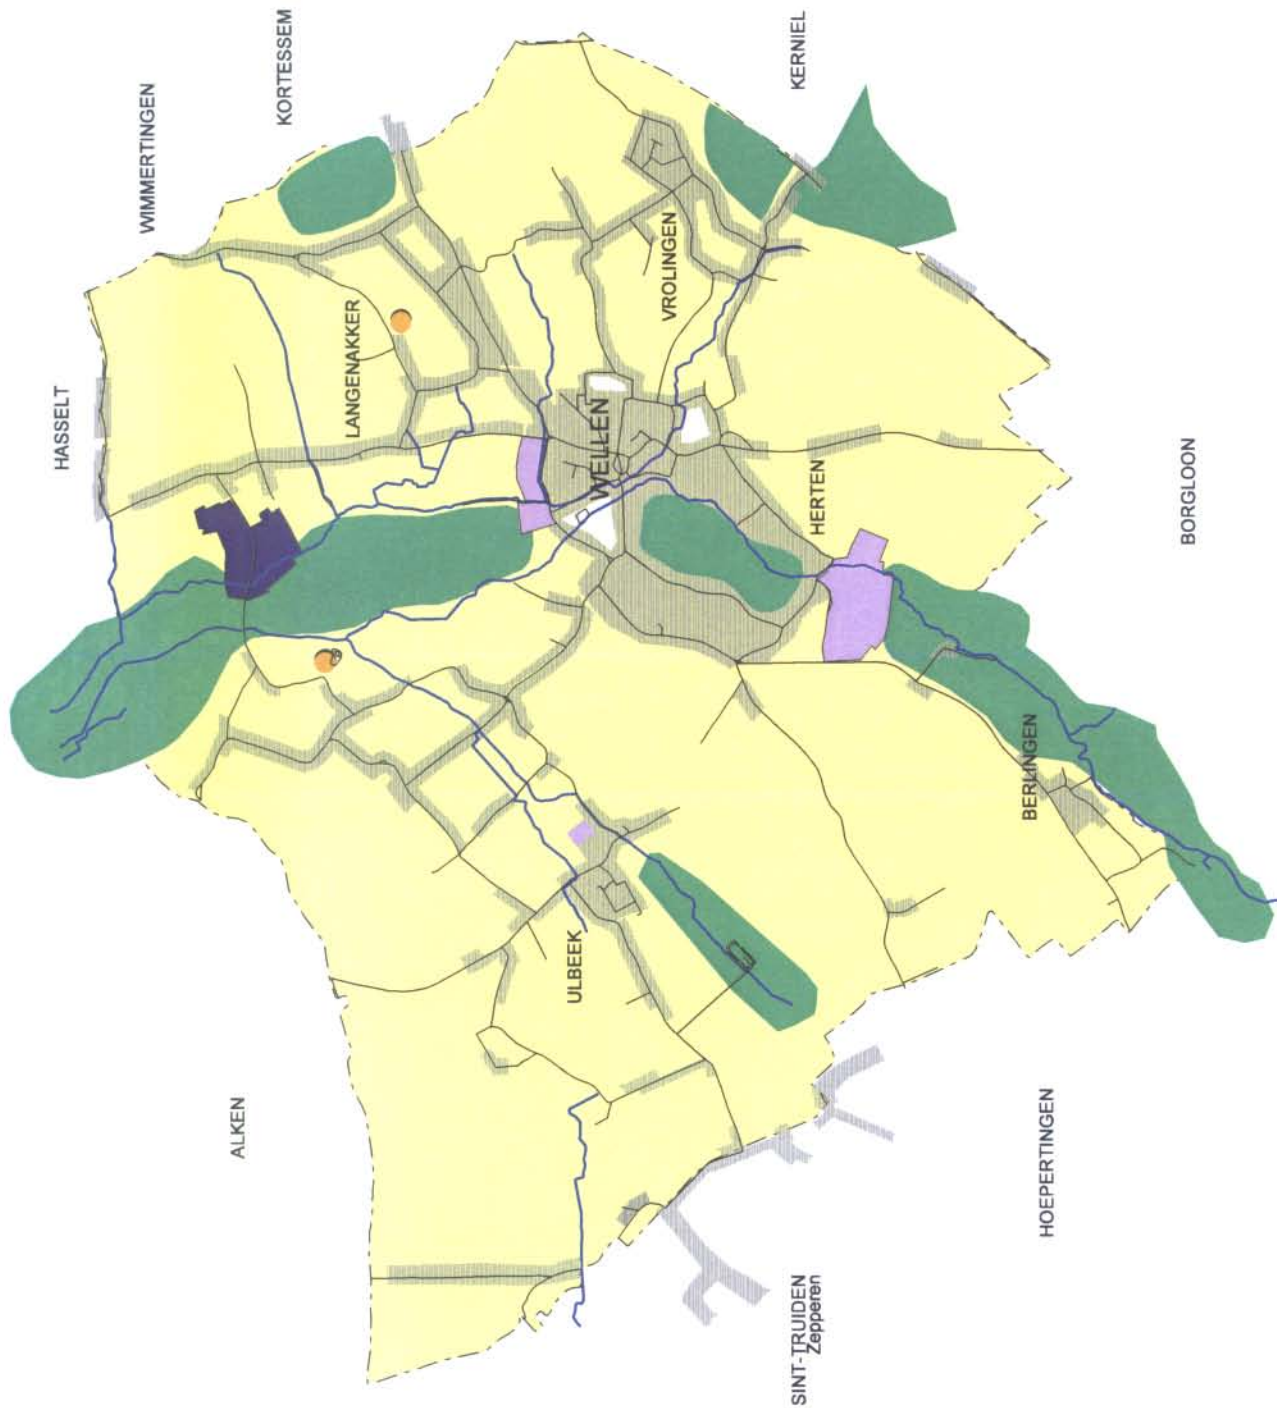 HASSELT
WIMMERTINGEN
ALKEN
KORTESSEM
LANGENAKKER
ULBEEK
WELLEN
VROLINGEN
SINT-TRUIDEN
Zepperen
KERNIEL
HERTEN
BERLINGEN
HOEPERTINGEN
BORGLOON